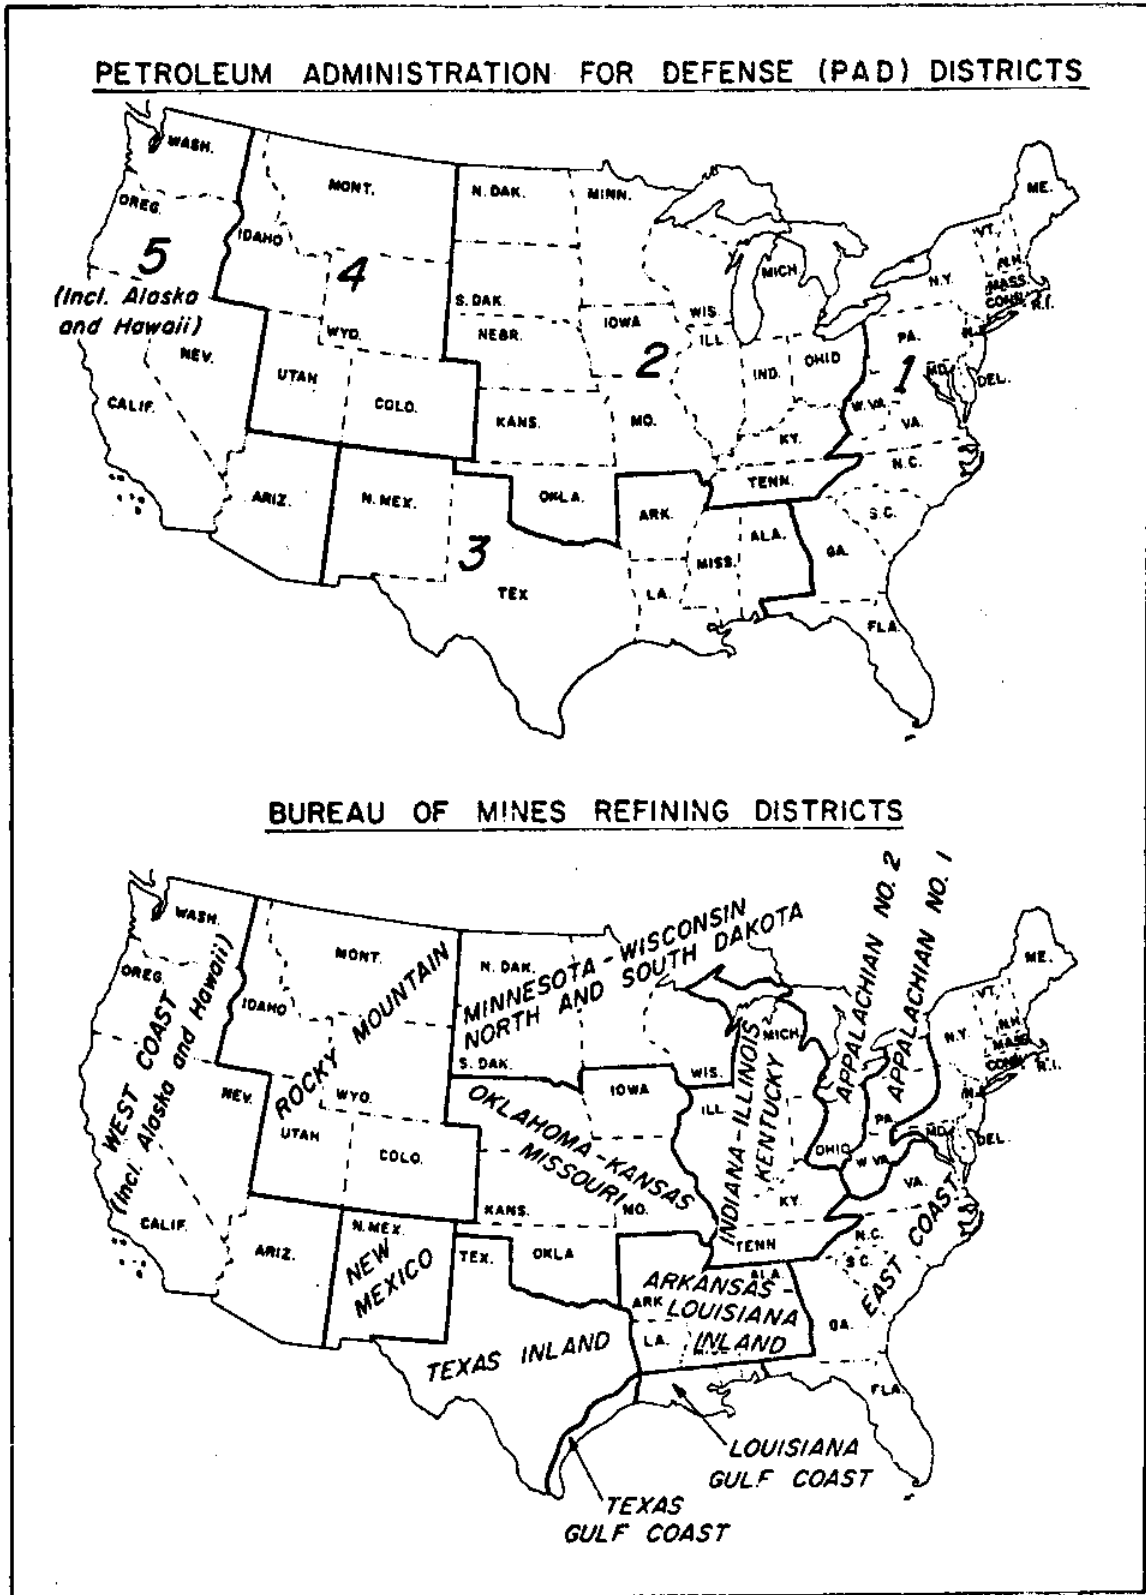 PETROLEUM ADMINISTRATION FOR DEFENSE (PAD) DISTRICTS
WASH.
MONT.
N. DAK.
MINN.
ME.
OREG.
IDAHO
VT.
N.H.
5
4
MICH.
N.Y.
MASS.
CONN.
R.I.
(Incl. Alaska
and Hawaii)
S. DAK.
WIS.
IOWA
NEBR.
WYO.
ILL.
PA.
N.J.
NEV.
2
OHIO
IND.
1
MD.
DEL.
UTAH
COLO.
CALIF.
KANS.
MO.
W. VA.
VA.
KY.
N.C.
TENN.
ARIZ.
N. MEX.
OKLA.
ARK.
S.C.
ALA.
3
MISS.
GA.
TEX
LA.
FLA.
BUREAU OF MINES REFINING DISTRICTS
APPALACHIAN NO. 2
APPALACHIAN NO. 1
WASH.
MONT.
N. DAK.
MINNESOTA - WISCONSIN
NORTH AND SOUTH DAKOTA
ME.
OREG.
IDAHO
ROCKY MOUNTAIN
VT.
N.H.
MICH.
N.Y.
MASS.
CONN.
R.I.
WEST COAST
(Incl. Alaska and Hawaii)
S. DAK.
WIS.
IOWA
NEV.
WYO.
ILL.
INDIANA-ILLINOIS
KENTUCKY
OKLAHOMA-KANSAS
MISSOURI
PA.
N.J.
MD.
DEL.
UTAH
OHIO
COLO.
W. VA.
VA.
KANS.
MO.
KY.
CALIF.
N. MEX.
N.C.
EAST COAST
ARIZ.
TEX.
OKLA
TENN
S.C.
NEW
MEXICO
ALA.
ARKANSAS -
LOUISIANA
INLAND
ARK
GA.
LA.
TEXAS INLAND
FLA.
LOUISIANA
GULF COAST
TEXAS
GULF COAST